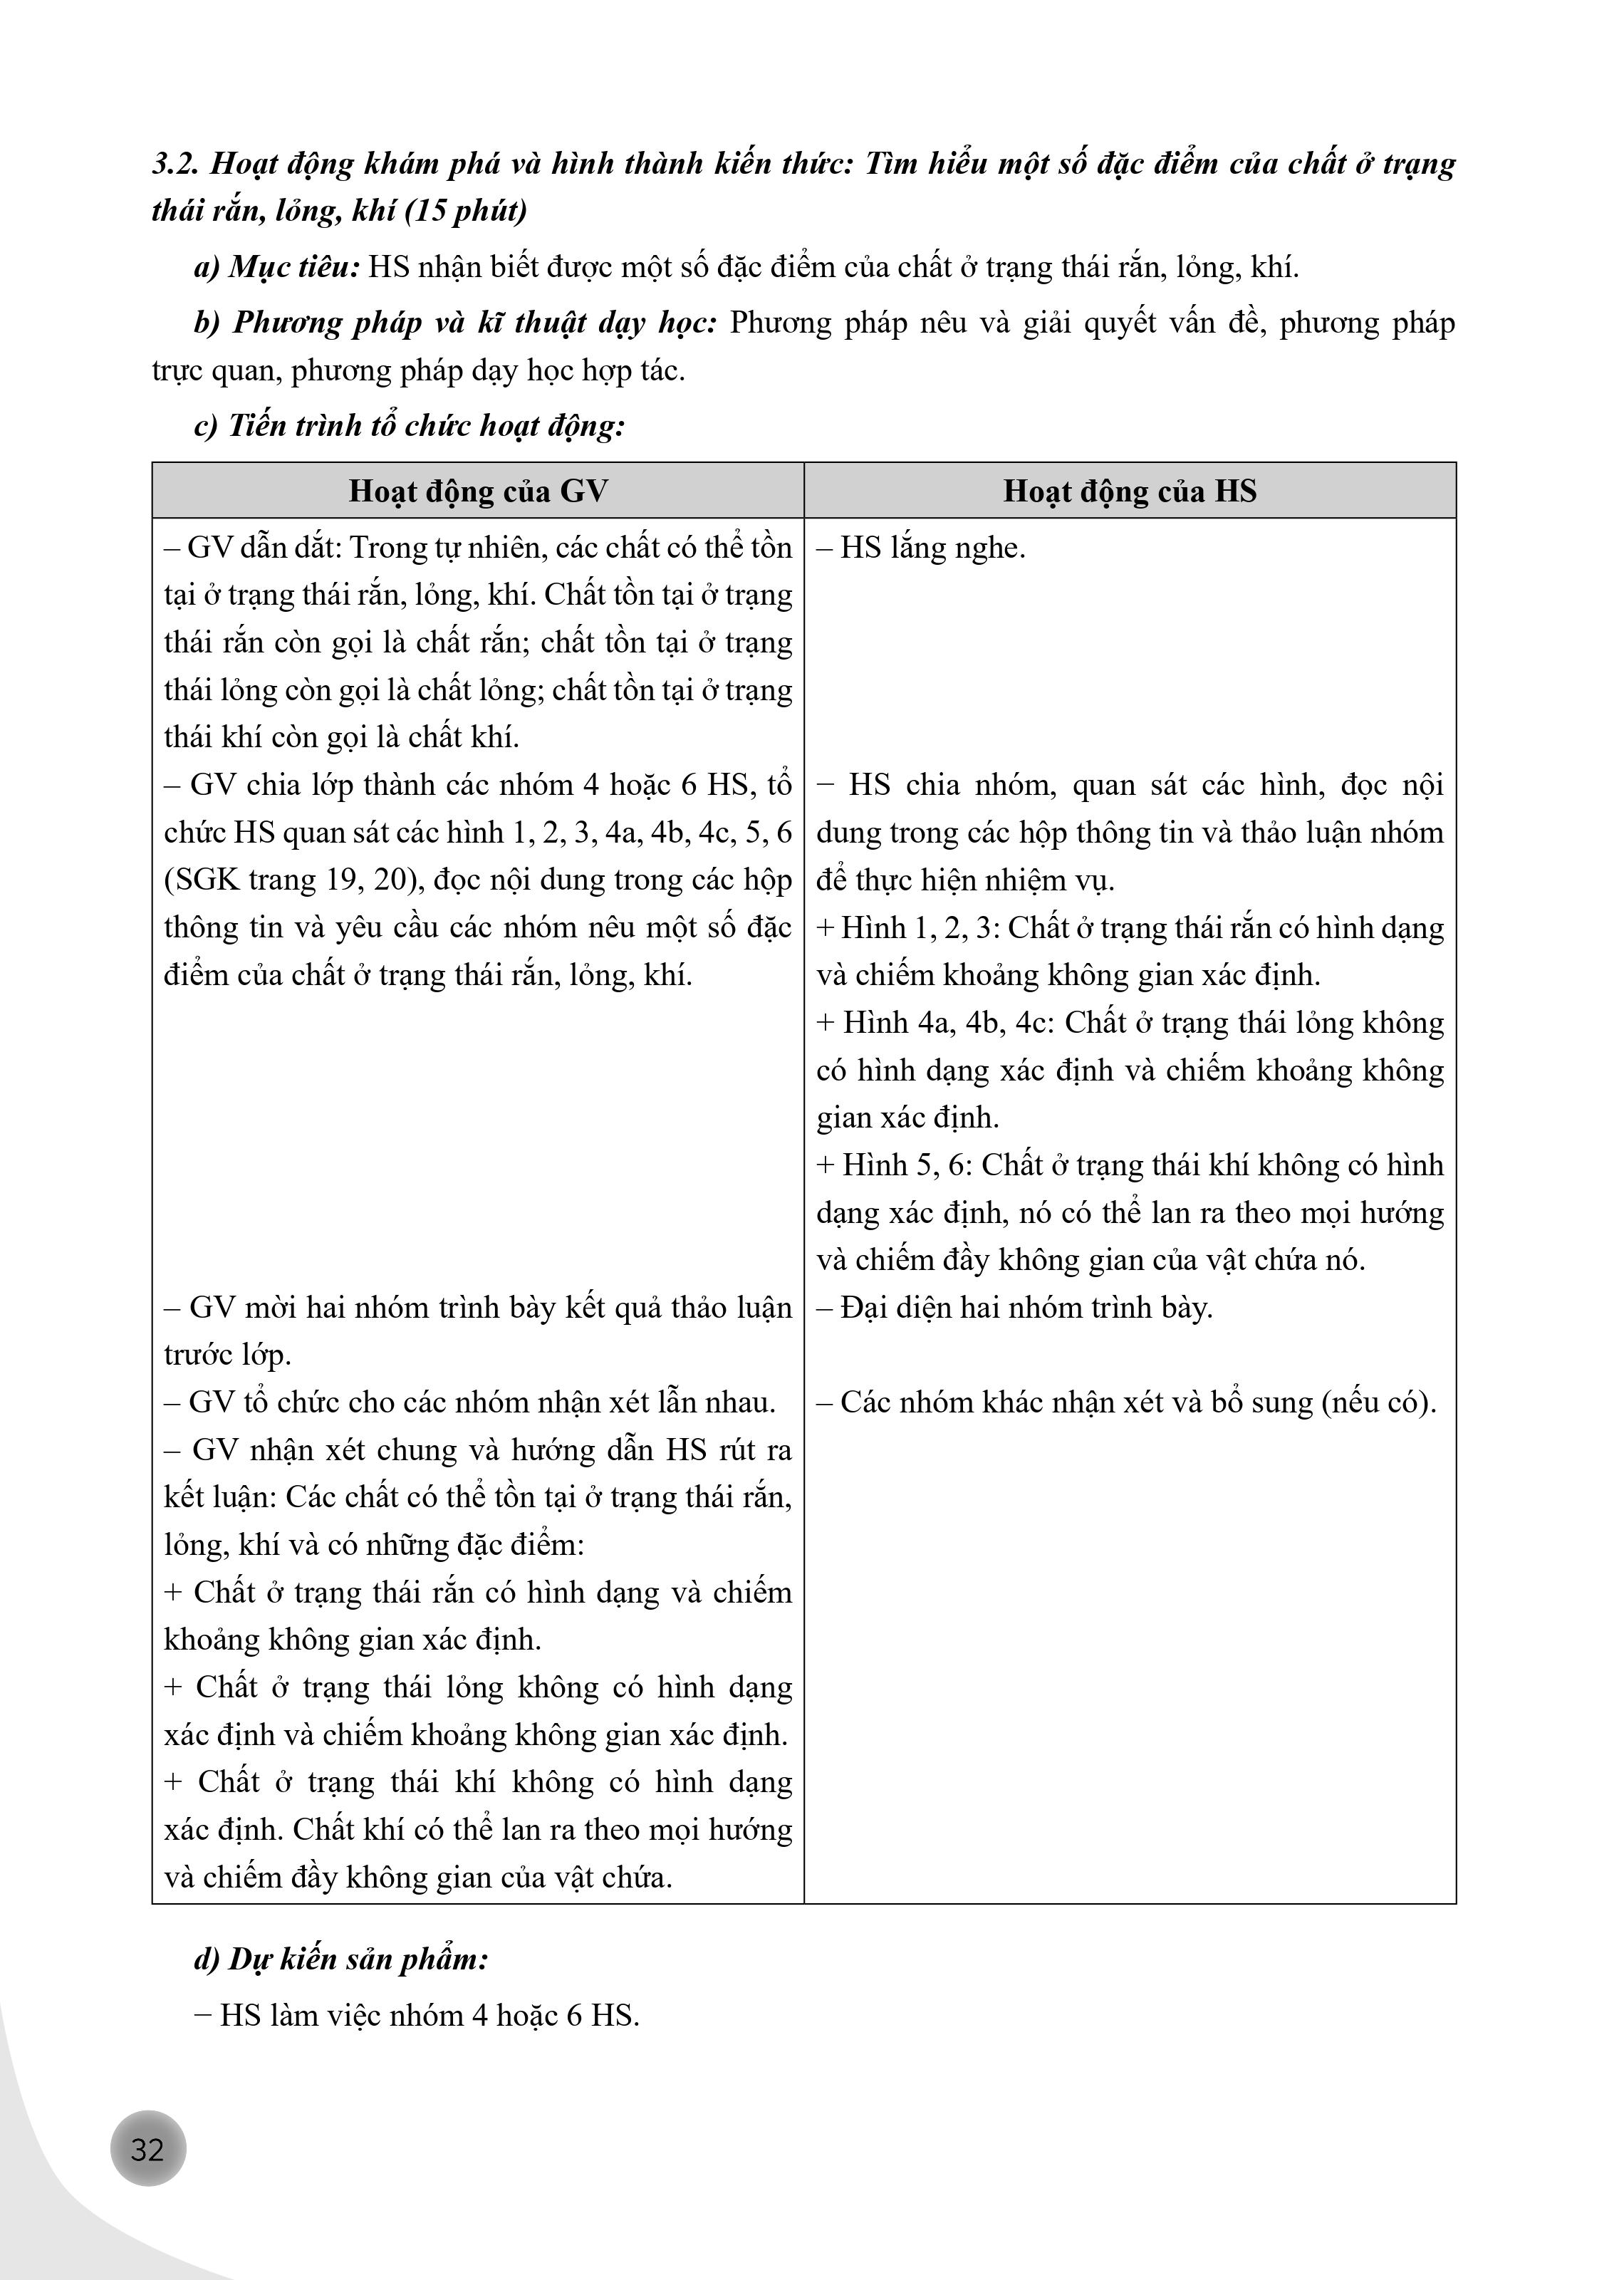 3.2. Hoạt động khám phá và hình thành kiến thức: Tìm hiểu một số đặc điểm của chất ở trạng
thái rắn, lỏng, khí (15 phút)
a) Mục tiêu: HS nhận biết được một số đặc điểm của chất ở trạng thái rắn, lỏng, khí.
b) Phương pháp và kĩ thuật dạy học: Phương pháp nêu và giải quyết vấn đề, phương pháp
trực quan, phương pháp dạy học hợp tác.
c) Tiến trình tổ chức hoạt động:
Hoạt động của GV
– GV dẫn dắt: Trong tự nhiên, các chất có thể tồn
tại ở trạng thái rắn, lỏng, khí. Chất tồn tại ở trạng
thái rắn còn gọi là chất rắn; chất tồn tại ở trạng
thái lỏng còn gọi là chất lỏng; chất tồn tại ở trạng
thái khí còn gọi là chất khí.
– GV chia lớp thành các nhóm 4 hoặc 6 HS, tổ
chức HS quan sát các hình 1, 2, 3, 4a, 4b, 4c, 5, 6
(SGK trang 19, 20), đọc nội dung trong các hộp
thông tin và yêu cầu các nhóm nêu một số đặc
điểm của chất ở trạng thái rắn, lỏng, khí.
– GV mời hai nhóm trình bày kết quả thảo luận
trước lớp.
– GV tổ chức cho các nhóm nhận xét lẫn nhau.
– GV nhận xét chung và hướng dẫn HS rút ra
kết luận: Các chất có thể tồn tại ở trạng thái rắn,
lỏng, khí và có những đặc điểm:
+ Chất ở trạng thái rắn có hình dạng và chiếm
khoảng không gian xác định.
+ Chất ở trạng thái lỏng không có hình dạng
xác định và chiếm khoảng không gian xác định.
+ Chất ở trạng thái khí không có hình dạng
xác định. Chất khí có thể lan ra theo mọi hướng
và chiếm đầy không gian của vật chứa.
Hoạt động của HS
– HS lắng nghe.
− HS chia nhóm, quan sát các hình, đọc nội
dung trong các hộp thông tin và thảo luận nhóm
để thực hiện nhiệm vụ.
+ Hình 1, 2, 3: Chất ở trạng thái rắn có hình dạng
và chiếm khoảng không gian xác định.
+ Hình 4a, 4b, 4c: Chất ở trạng thái lỏng không
có hình dạng xác định và chiếm khoảng không
gian xác định.
+ Hình 5, 6: Chất ở trạng thái khí không có hình
dạng xác định, nó có thể lan ra theo mọi hướng
và chiếm đầy không gian của vật chứa nó.
– Đại diện hai nhóm trình bày.
– Các nhóm khác nhận xét và bổ sung (nếu có).
d) Dự kiến sản phẩm:
− HS làm việc nhóm 4 hoặc 6 HS.
32